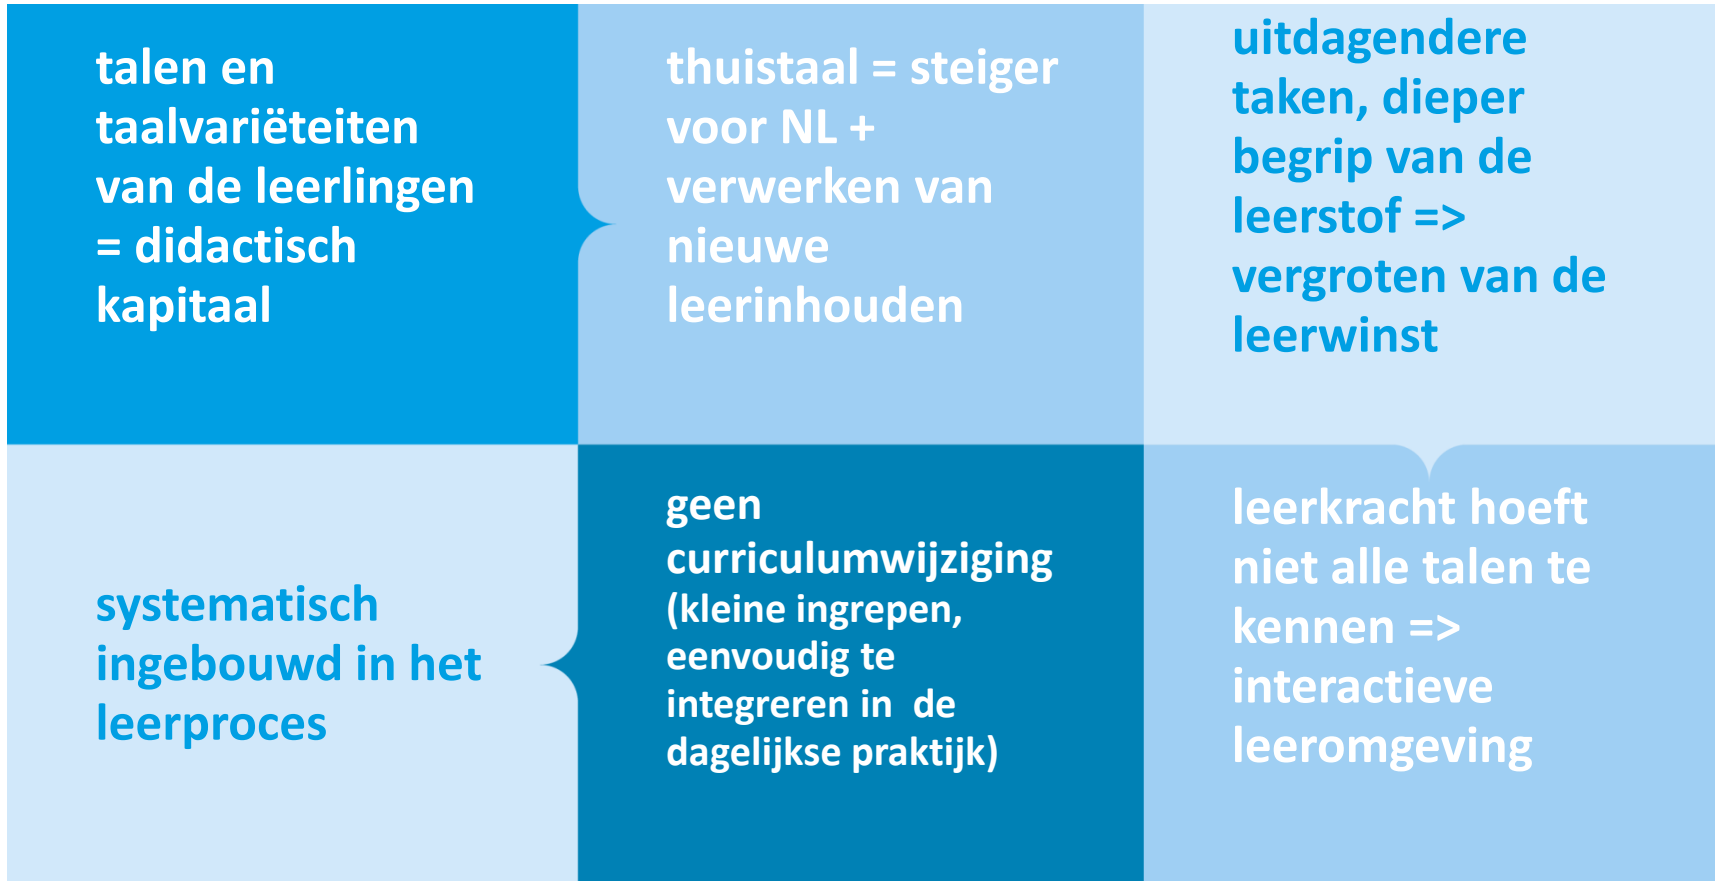 talen en
taalvariëteiten
van de leerlingen
= didactisch
kapitaal
thuistaal = steiger
voor NL +
verwerken van
nieuwe
leerinhouden
uitdagendere
taken, dieper
begrip van de
leerstof =>
vergroten van de
leerwinst
systematisch
ingebouwd in het
leerproces
geen
curriculumwijziging
(kleine ingrepen,
eenvoudig te
integreren in  de
dagelijkse praktijk)
leerkracht hoeft
niet alle talen te
kennen =>
interactieve
leeromgeving